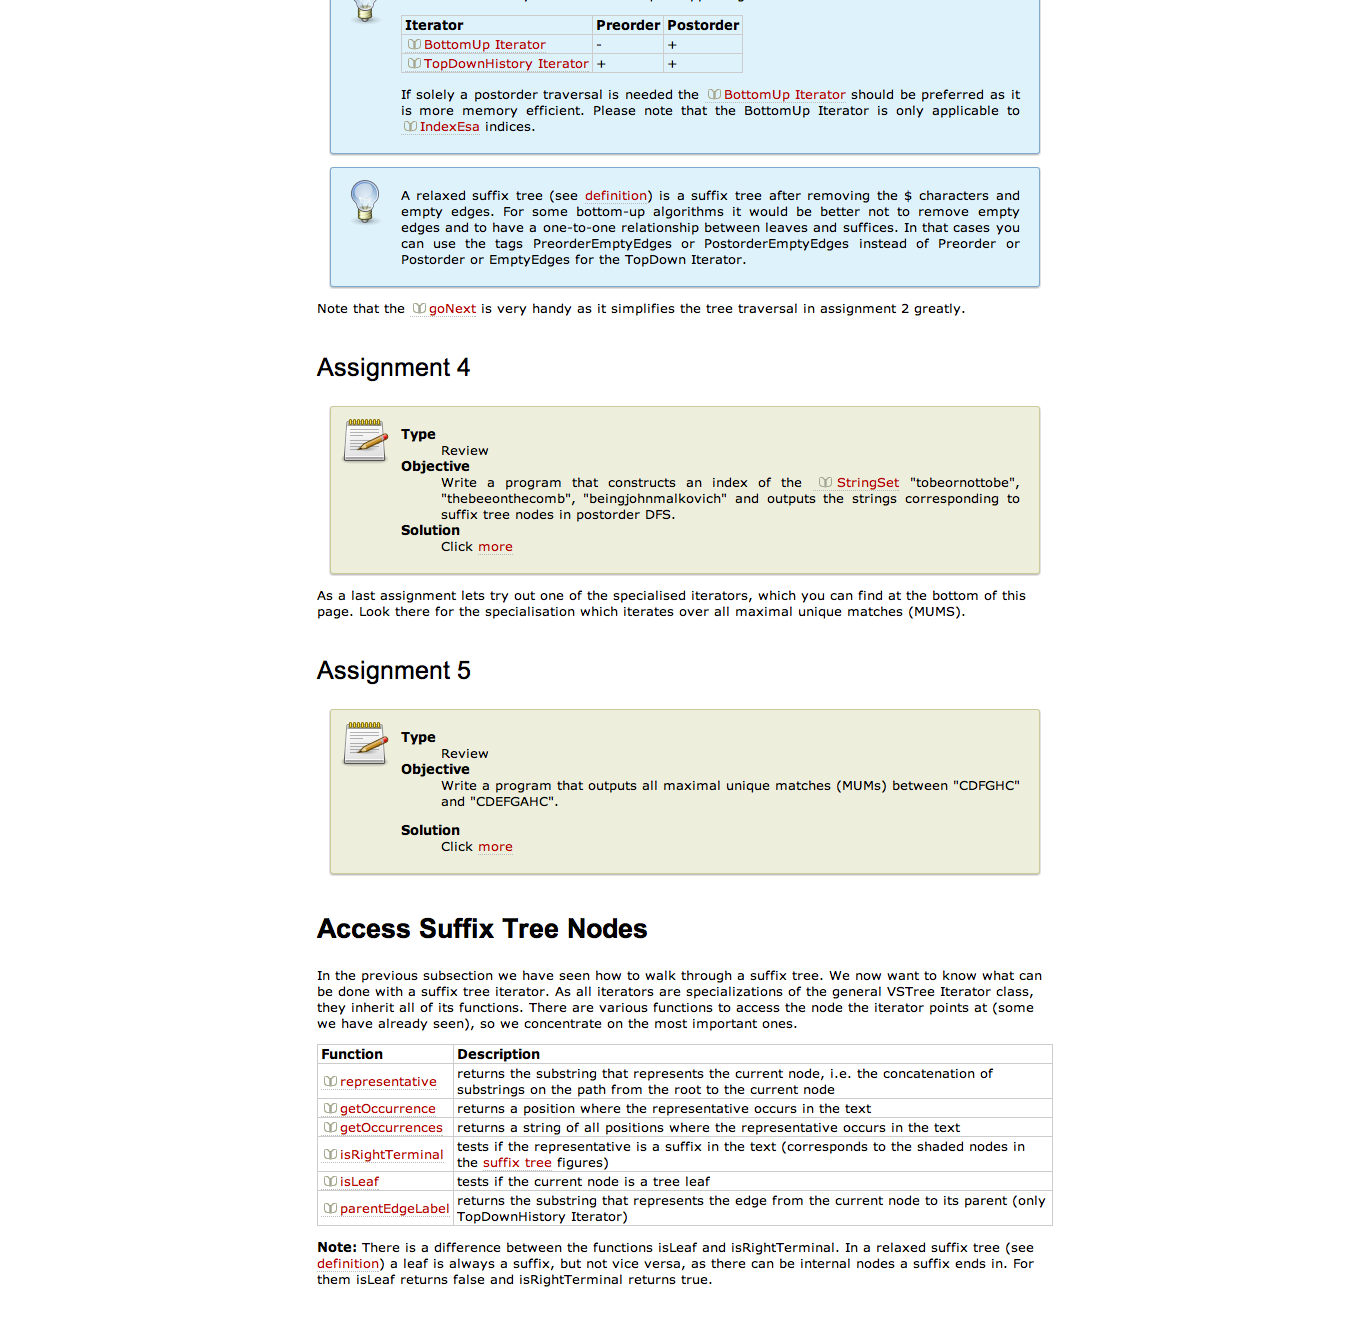 Iterator Preorder Postorder
BottomUp Iterator - +
TopDownHistory Iterator + +
If solely a postorder traversal is needed the BottomUp Iterator should be preferred as it
is more memory efficient. Please note that the BottomUp Iterator is only applicable to
IndexEsa indices.
A relaxed suffix tree (see definition) is a suffix tree after removing the $ characters and
empty edges. For some bottom-up algorithms it would be better not to remove empty
edges and to have a one-to-one relationship between leaves and suffices. In that cases you
can use the tags PreorderEmptyEdges or PostorderEmptyEdges instead of Preorder or
Postorder or EmptyEdges for the TopDown Iterator.
Note that the goNext is very handy as it simplifies the tree traversal in assignment 2 greatly.
Assignment 4
Type
Review
Objective
Write a program that constructs an index of the StringSet "tobeornottobe",
"thebeeonthecomb", "beingjohnmalkovich" and outputs the strings corresponding to
suffix tree nodes in postorder DFS.
Solution
Click more
As a last assignment lets try out one of the specialised iterators, which you can find at the bottom of this
page. Look there for the specialisation which iterates over all maximal unique matches (MUMS).
Assignment 5
Type
Review
Objective
Write a program that outputs all maximal unique matches (MUMs) between "CDFGHC"
and "CDEFGAHC".
Solution
Click more
Access Suffix Tree Nodes
In the previous subsection we have seen how to walk through a suffix tree. We now want to know what can
be done with a suffix tree iterator. As all iterators are specializations of the general VSTree Iterator class,
they inherit all of its functions. There are various functions to access the node the iterator points at (some
we have already seen), so we concentrate on the most important ones.
Function Description
representative returns the substring that represents the current node, i.e. the concatenation of
substrings on the path from the root to the current node
getOccurrence returns a position where the representative occurs in the text
getOccurrences returns a string of all positions where the representative occurs in the text
isRightTerminal tests if the representative is a suffix in the text (corresponds to the shaded nodes in
the suffix tree figures)
isLeaf tests if the current node is a tree leaf
parentEdgeLabel returns the substring that represents the edge from the current node to its parent (only
TopDownHistory Iterator)
Note: There is a difference between the functions isLeaf and isRightTerminal. In a relaxed suffix tree (see
definition) a leaf is always a suffix, but not vice versa, as there can be internal nodes a suffix ends in. For
them isLeaf returns false and isRightTerminal returns true.